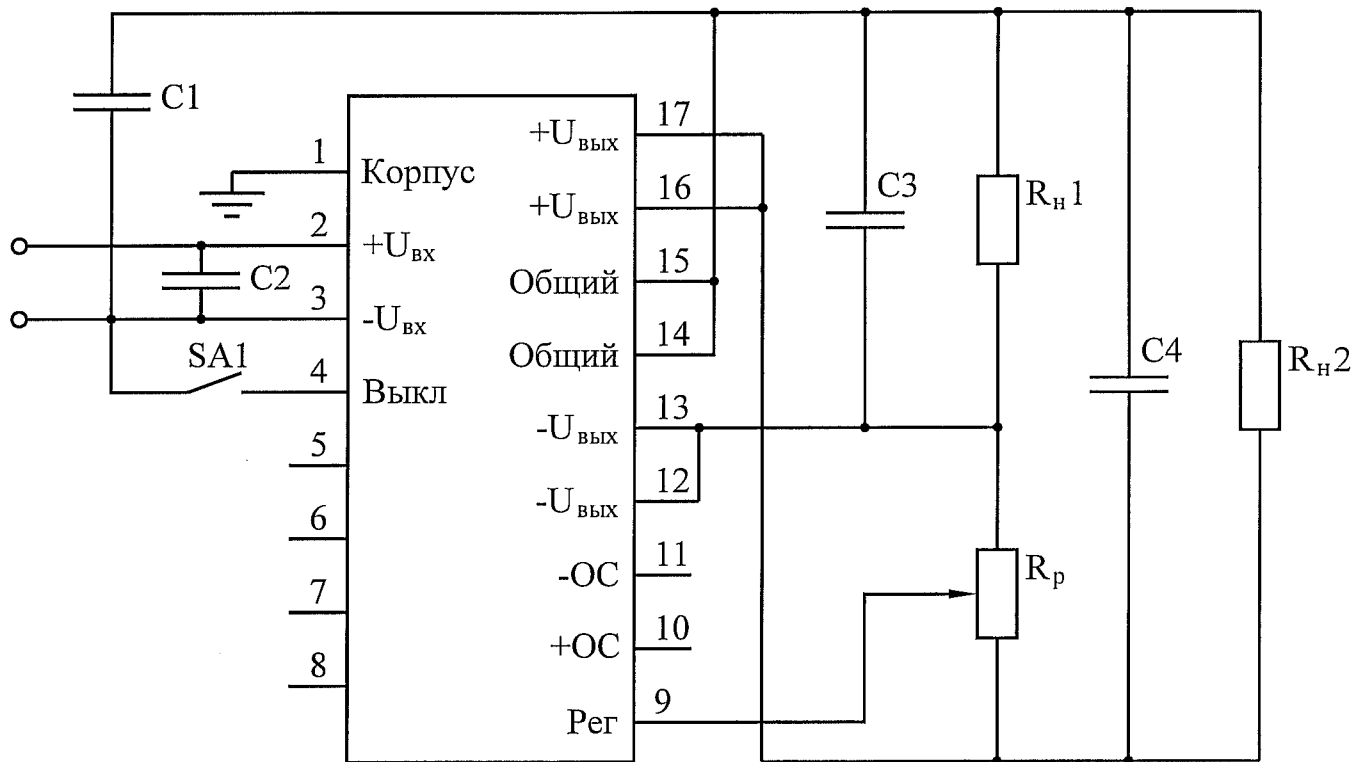 C1
1
Корпус
2
+Uвх
C2
3
-Uвх
SA1
4
Выкл
5
6
7
8
17
+Uвых
16
+Uвых
15
Общий
14
Общий
13
-Uвых
12
-Uвых
11
-ОС
10
+ОС
9
Рег
C3
Rн1
C4
Rн2
Rр